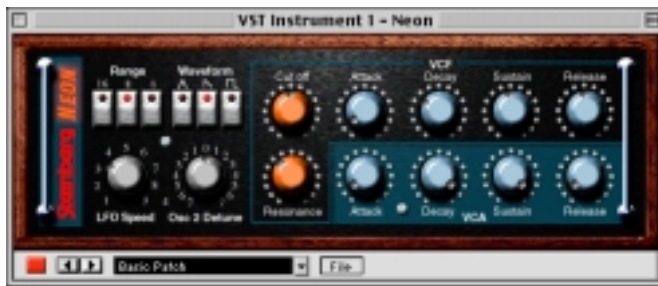 VST Instrument 1 - Neon
Steinberg NEON
Range
Waveform
16 8 4
VCF
Cut off
Attack
Decay
Sustain
Release
LFO Speed
Osc 2 Detune
Resonance
Attack
Decay
Sustain
Release
VCA
Basic Patch
File